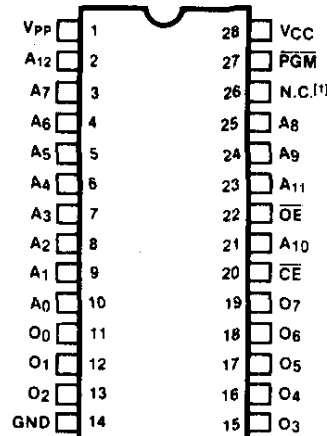 VPP 1 28 VCC
A12 2 27 PGM
A7 3 26 N.C.[1]
A6 4 25 A8
A5 5 24 A9
A4 6 23 A11
A3 7 22 OE
A2 8 21 A10
A1 9 20 CE
A0 10 19 O7
O0 11 18 O6
O1 12 17 O5
O2 13 16 O4
GND 14 15 O3